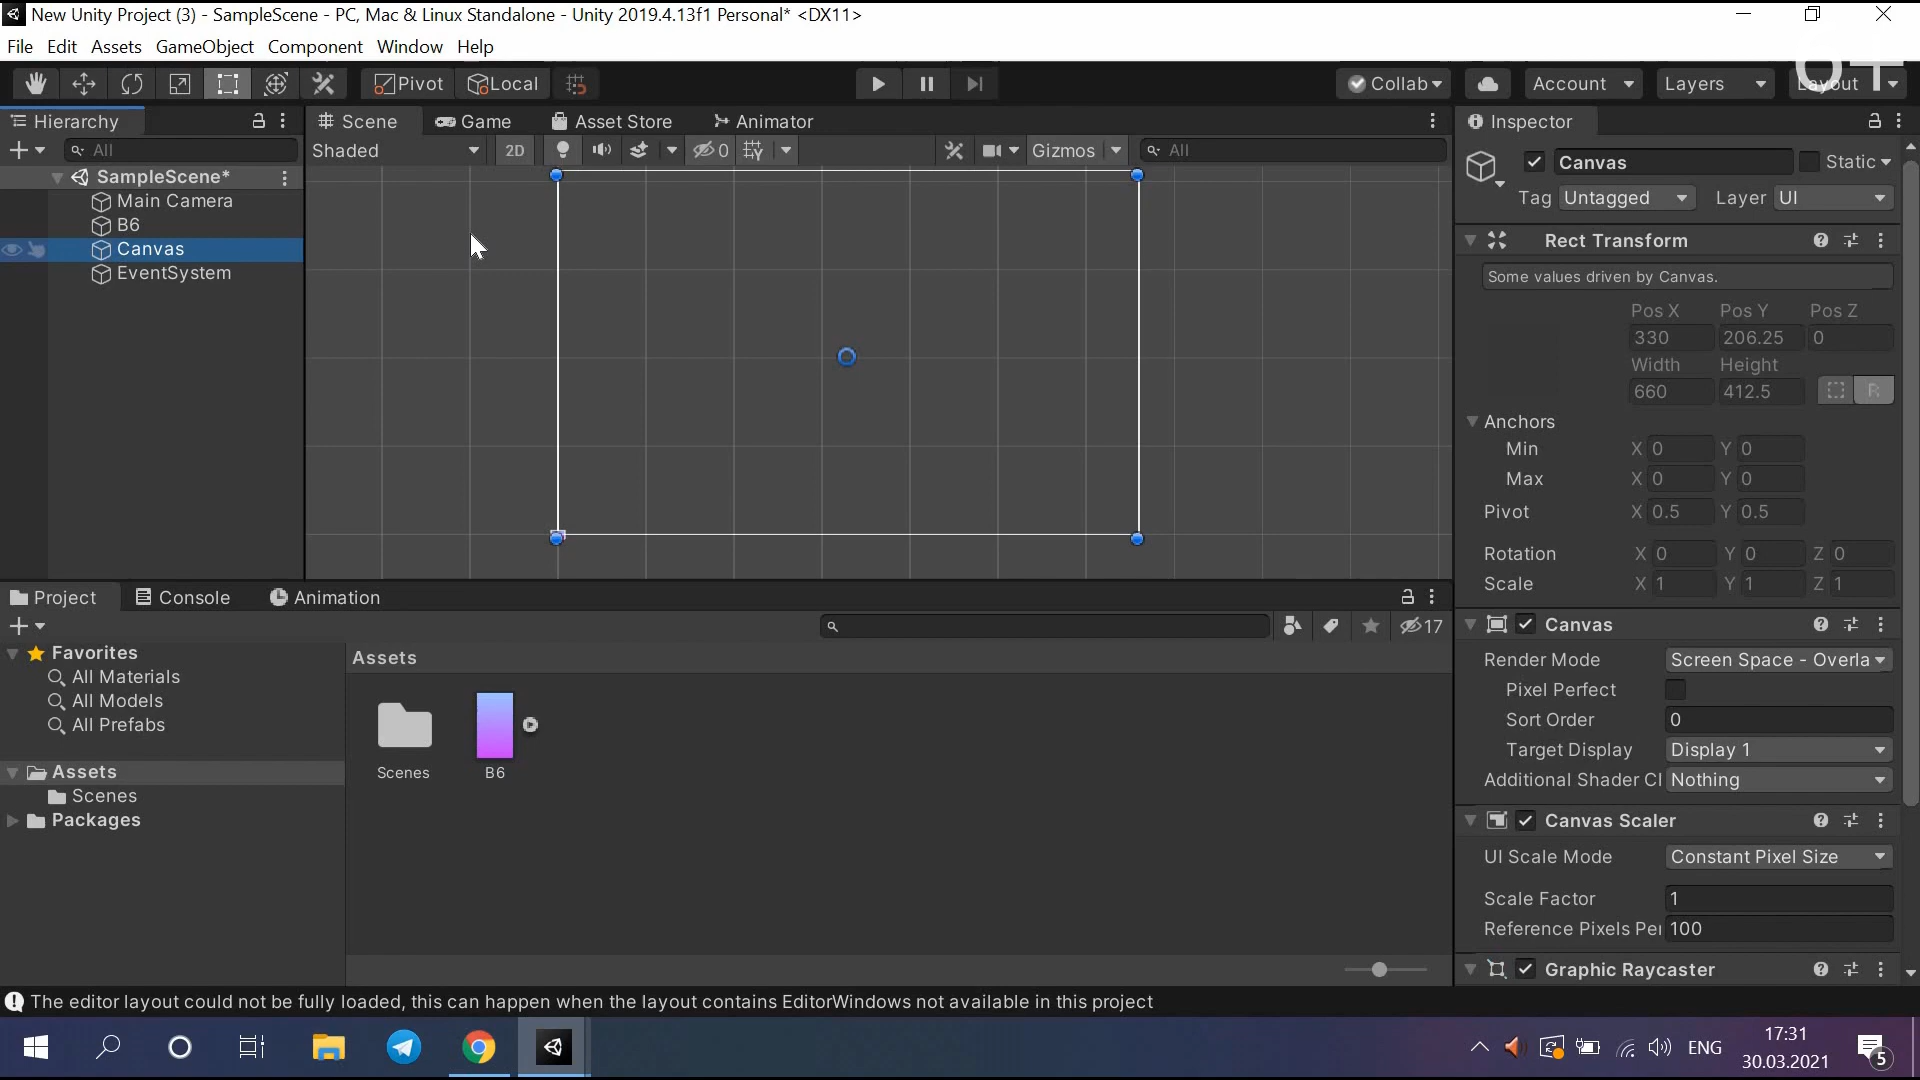 New Unity Project (3) - SampleScene - PC, Mac & Linux Standalone - Unity 2019.4.13f1 Personal* <DX11>
File Edit Assets GameObject Component Window Help
Pivot Local Collab Account Layers Layout
Hierarchy Scene Game Asset Store Animator Inspector
All Shaded 2D 0 Gizmos All Canvas Static
SampleScene*
Main Camera Tag Untagged Layer UI
B6
Canvas Rect Transform
EventSystem Some values driven by Canvas.
Pos X Pos Y Pos Z
330 206.25 0
Width Height
660 412.5 R
Anchors
Min X 0 Y 0
Max X 0 Y 0
Pivot X 0.5 Y 0.5
Rotation X 0 Y 0 Z 0
Scale X 1 Y 1 Z 1
Project Console Animation
17 Canvas
Favorites Assets Render Mode Screen Space - Overla
All Materials Pixel Perfect
All Models Sort Order 0
All Prefabs Target Display Display 1
Assets Scenes B6 Additional Shader Cl Nothing
Scenes
Packages Canvas Scaler
UI Scale Mode Constant Pixel Size
Scale Factor 1
Reference Pixels Per 100
Graphic Raycaster
The editor layout could not be fully loaded, this can happen when the layout contains EditorWindows not available in this project
17:31
ENG
30.03.2021
5